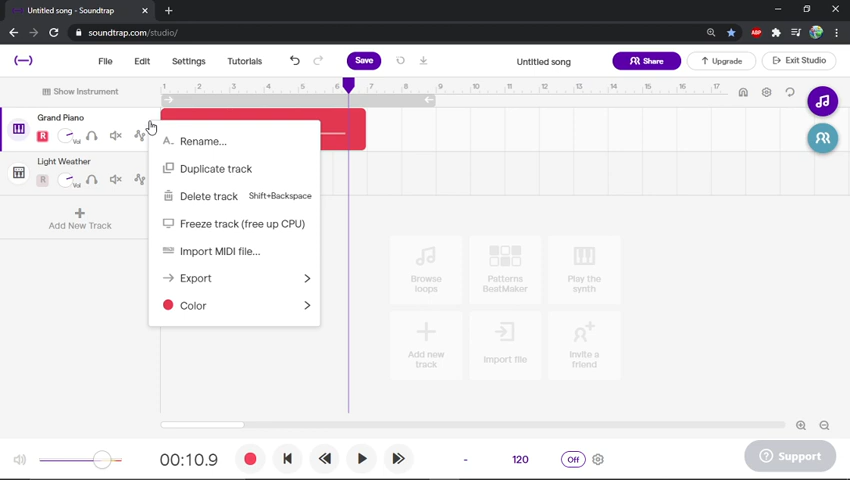 Untitled song - Soundtrap
soundtrap.com/studio/
ABP
File Edit Settings Tutorials Save Untitled song Share Upgrade Exit Studio
Show Instrument
1 2 3 4 5 6 7 8 9 10 11 12 13 14 15 16 17
Grand Piano
R Vol
Light Weather
R Vol
Add New Track
Rename...
Duplicate track
Delete track Shift+Backspace
Freeze track (free up CPU)
Import MIDI file...
Export
Color
Browse loops
Patterns BeatMaker
Play the synth
Add new track
Import file
Invite a friend
00:10.9 - 120 Off
Support